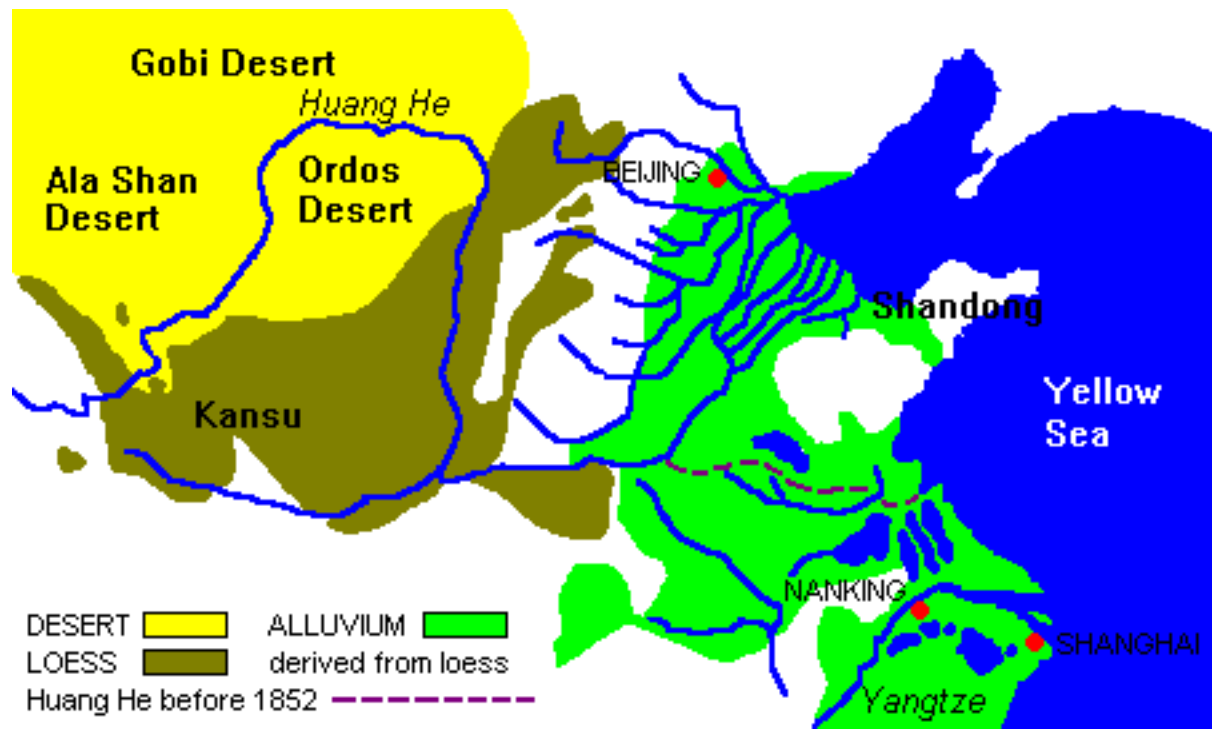 Gobi Desert
Huang He
Ala Shan
Desert
Ordos
Desert
BEIJING
Shandong
Kansu
Yellow
Sea
NANKING
SHANGHAI
Yangtze
DESERT
ALLUVIUM
LOESS
derived from loess
Huang He before 1852